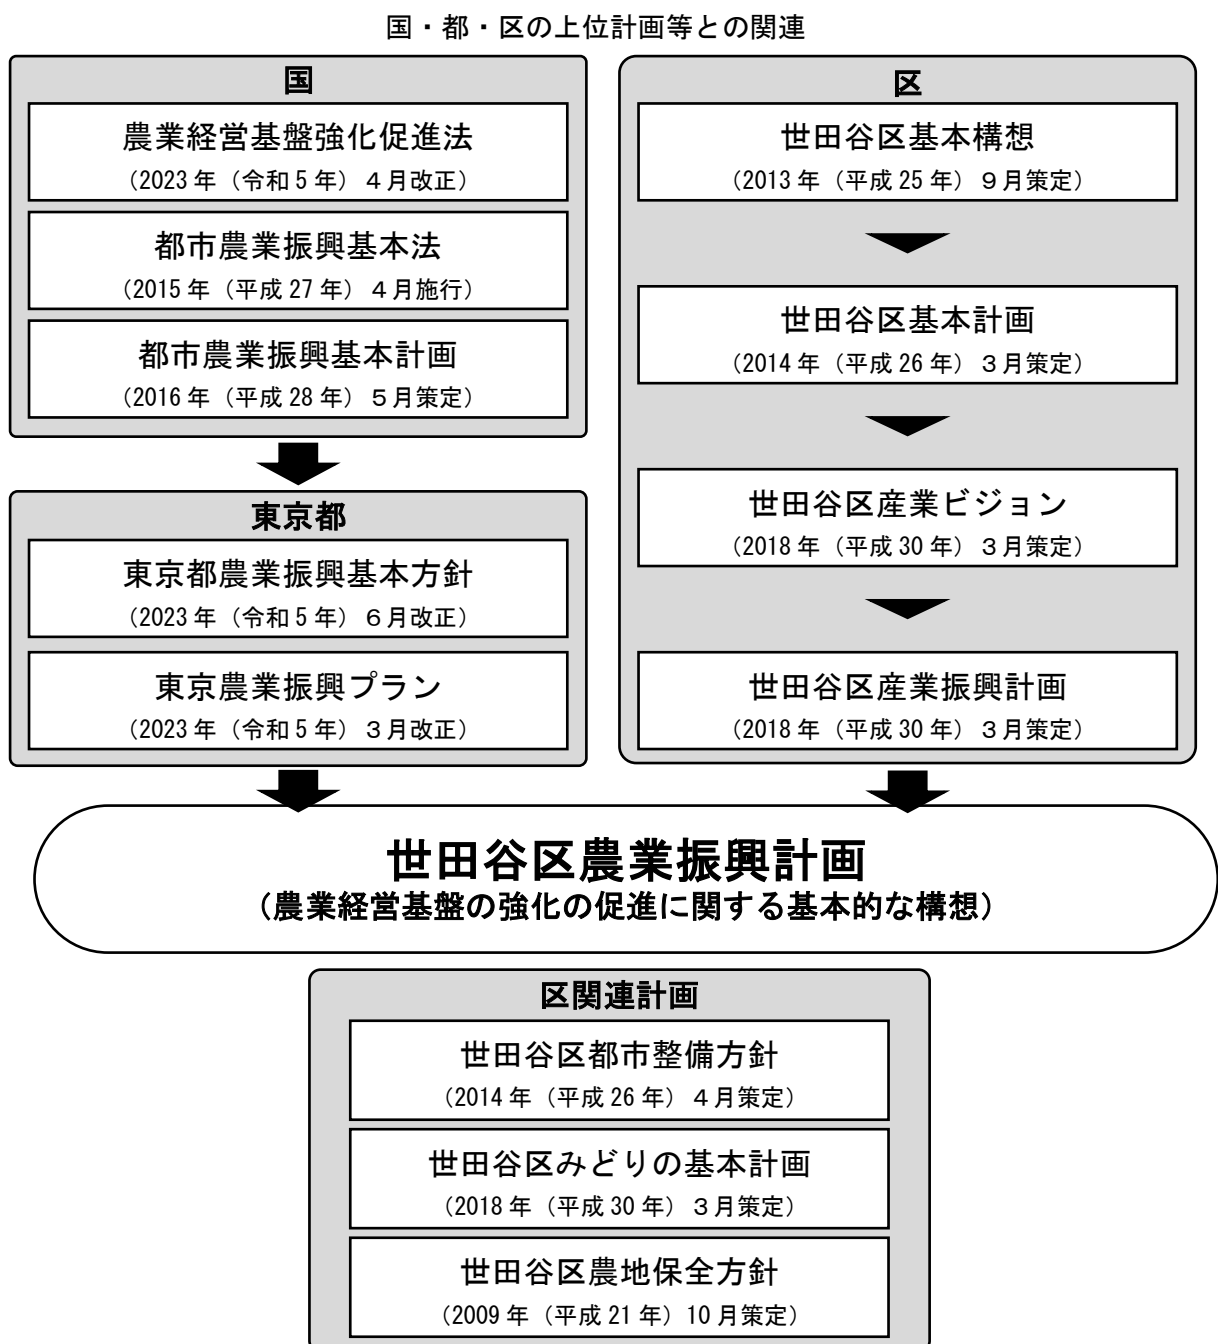 国・都・区の上位計画等との関連
国
農業経営基盤強化促進法
（2023年（令和5年）４月改正）
都市農業振興基本法
（2015年（平成27年）４月施行）
都市農業振興基本計画
（2016年（平成28年）５月策定）
東京都
東京都農業振興基本方針
（2023年（令和5年）６月改正）
東京農業振興プラン
（2023年（令和5年）３月改正）
区
世田谷区基本構想
（2013年（平成25年）９月策定）
世田谷区基本計画
（2014年（平成26年）３月策定）
世田谷区産業ビジョン
（2018年（平成30年）３月策定）
世田谷区産業振興計画
（2018年（平成30年）３月策定）
世田谷区農業振興計画
（農業経営基盤の強化の促進に関する基本的な構想）
区関連計画
世田谷区都市整備方針
（2014年（平成26年）４月策定）
世田谷区みどりの基本計画
（2018年（平成30年）３月策定）
世田谷区農地保全方針
（2009年（平成21年）10月策定）